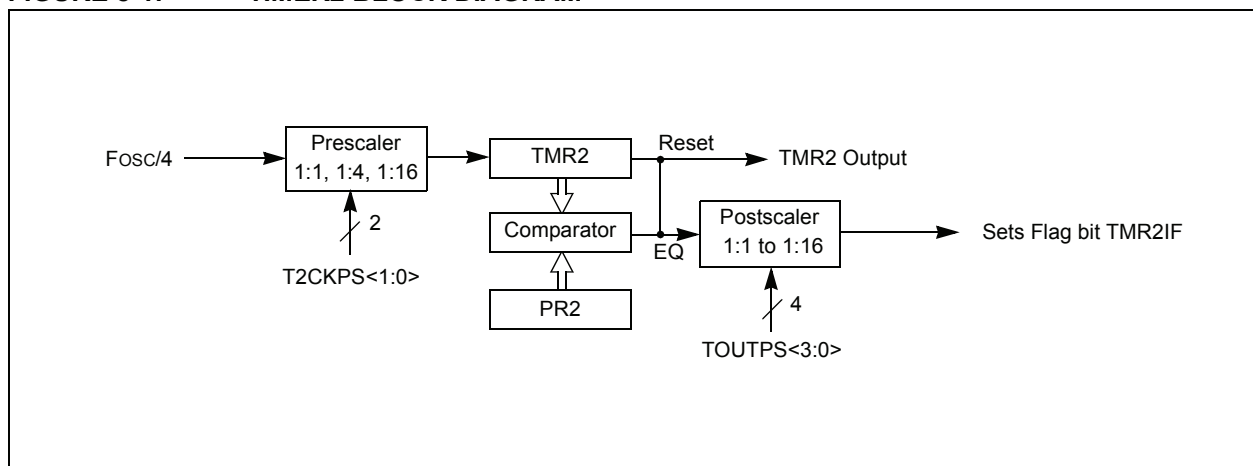 Fosc/4
Prescaler
1:1, 1:4, 1:16
2
T2CKPS<1:0>
TMR2
Comparator
PR2
Reset
TMR2 Output
EQ
Postscaler
1:1 to 1:16
4
TOUTPS<3:0>
Sets Flag bit TMR2IF